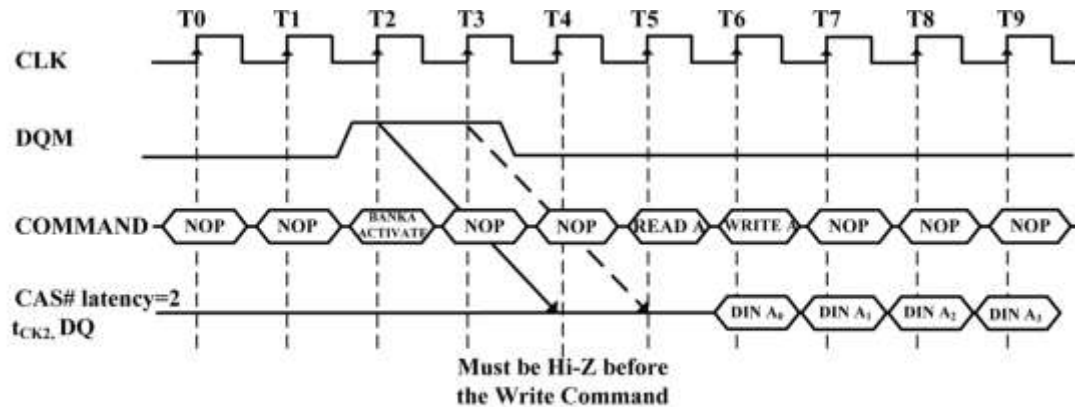 T0 T1 T2 T3 T4 T5 T6 T7 T8 T9
CLK
DQM
COMMAND NOP NOP BANKA ACTIVATE NOP NOP READ A WRITE A NOP NOP NOP
CAS# latency=2
t_CK2, DQ DIN A₀ DIN A₁ DIN A₂ DIN A₃
Must be Hi-Z before
the Write Command